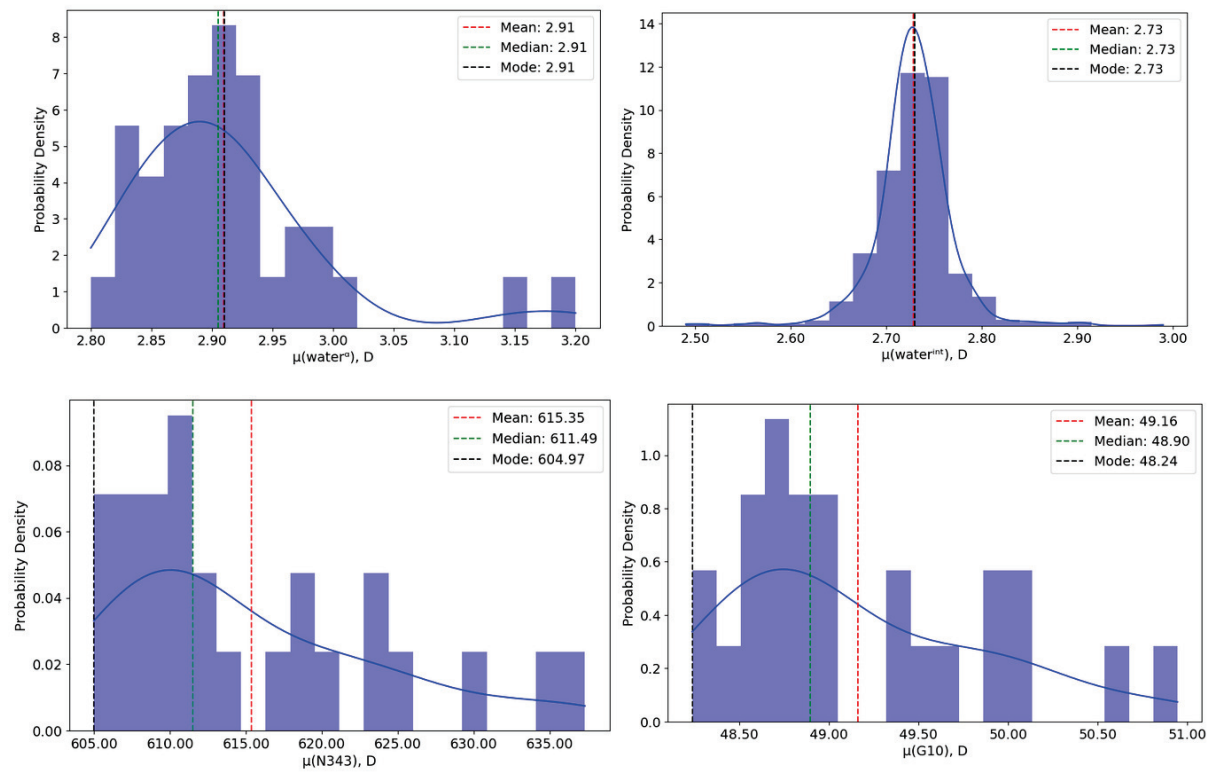 8
7
6
5
4
3
2
1
0
Probability Density
Mean: 2.91
Median: 2.91
Mode: 2.91
2.80 2.85 2.90 2.95 3.00 3.05 3.10 3.15 3.20
μ(waterᵅ), D
14
12
10
8
6
4
2
0
Probability Density
Mean: 2.73
Median: 2.73
Mode: 2.73
2.50 2.60 2.70 2.80 2.90 3.00
μ(waterⁱⁿᵗ), D
0.08
0.06
0.04
0.02
0.00
Probability Density
Mean: 615.35
Median: 611.49
Mode: 604.97
605.00 610.00 615.00 620.00 625.00 630.00 635.00
μ(N343), D
1.0
0.8
0.6
0.4
0.2
0.0
Probability Density
Mean: 49.16
Median: 48.90
Mode: 48.24
48.50 49.00 49.50 50.00 50.50 51.00
μ(G10), D